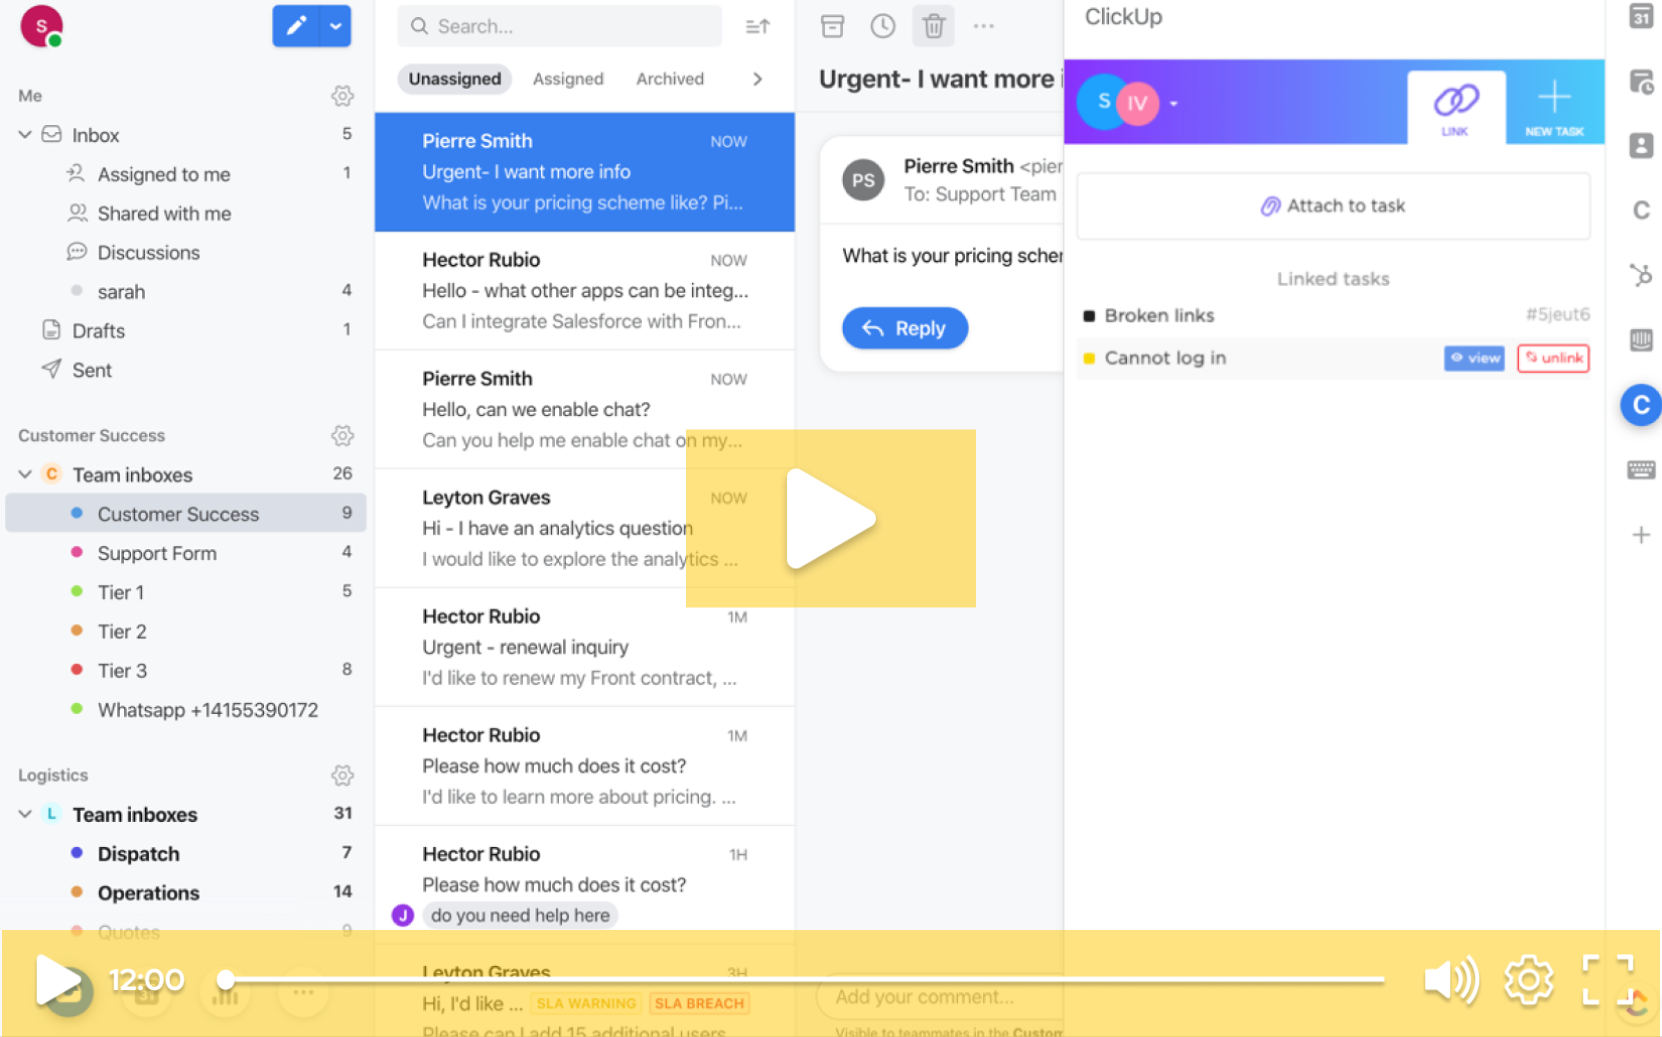 S
Me
Inbox 5
Assigned to me 1
Shared with me
Discussions
sarah 4
Drafts 1
Sent
Customer Success
C Team inboxes 26
Customer Success 9
Support Form 4
Tier 1 5
Tier 2
Tier 3 8
Whatsapp +14155390172
Logistics
L Team inboxes 31
Dispatch 7
Operations 14
Quotes 9
Search...
Unassigned Assigned Archived
Pierre Smith NOW
Urgent- I want more info
What is your pricing scheme like? Pi...
Hector Rubio NOW
Hello - what other apps can be integ...
Can I integrate Salesforce with Fron...
Pierre Smith NOW
Hello, can we enable chat?
Can you help me enable chat on my...
Leyton Graves NOW
Hi - I have an analytics question
I would like to explore the analytics ...
Hector Rubio 1M
Urgent - renewal inquiry
I'd like to renew my Front contract, ...
Hector Rubio 1M
Please how much does it cost?
I'd like to learn more about pricing. ...
Hector Rubio 1H
Please how much does it cost?
J do you need help here
Leyton Graves 3H
Hi, I'd like ... SLA WARNING SLA BREACH
Please can I add 15 additional users
Urgent- I want more i
PS
Pierre Smith <pier
To: Support Team
What is your pricing scher
Reply
Add your comment...
Visible to teammates in the Custom
ClickUp
S IV
LINK
NEW TASK
Attach to task
Linked tasks
Broken links #5jeut6
Cannot log in view unlink
31
C
C
12:00